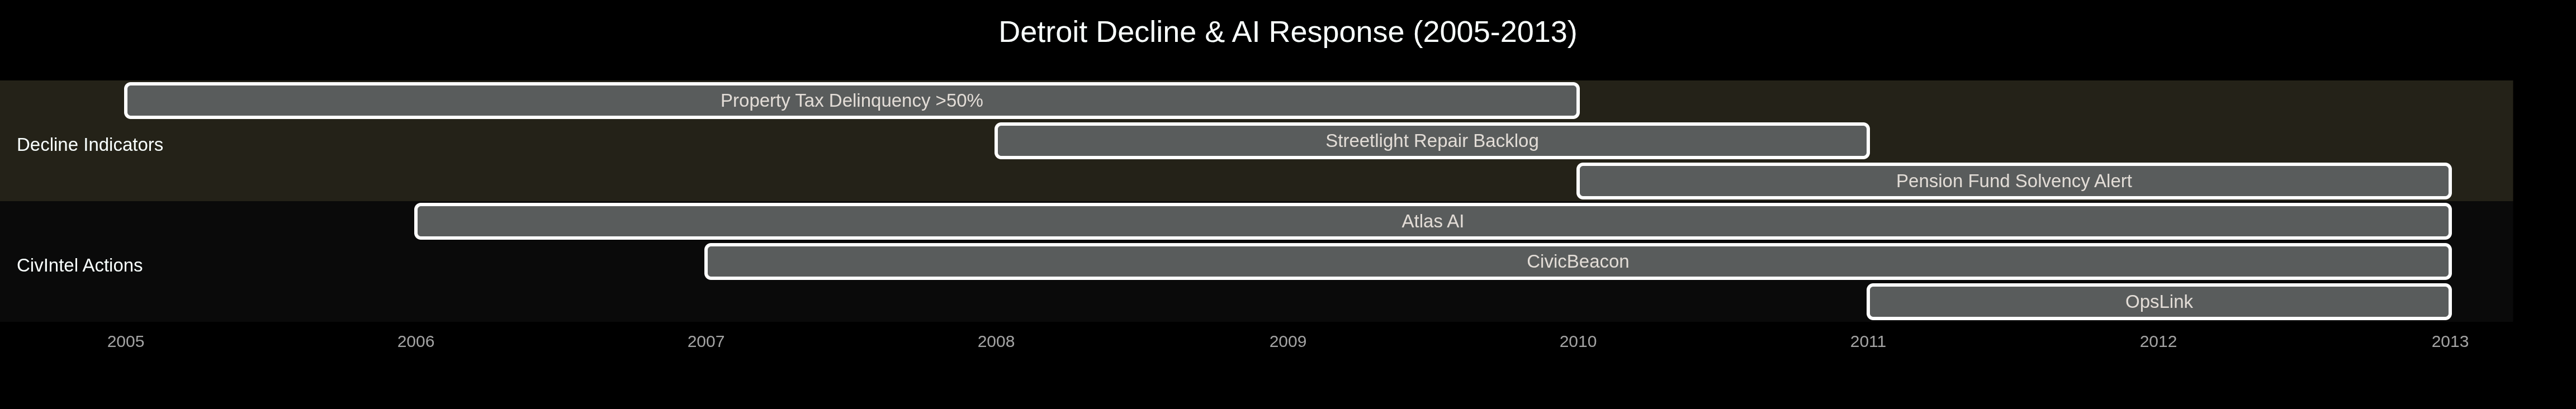 Detroit Decline & AI Response (2005-2013)
Property Tax Delinquency >50%
Streetlight Repair Backlog
Decline Indicators
Pension Fund Solvency Alert
Atlas AI
CivicBeacon
CivIntel Actions
OpsLink
2005 2006 2007 2008 2009 2010 2011 2012 2013